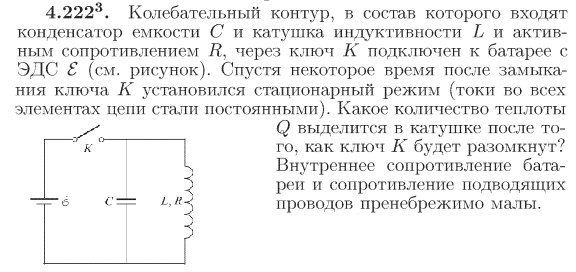 4.222³. Колебательный контур, в состав которого входят
конденсатор емкости C и катушка индуктивности L и актив-
ным сопротивлением R, через ключ K подключен к батарее с
ЭДС ℰ (см. рисунок). Спустя некоторое время после замыка-
ния ключа K установился стационарный режим (токи во всех
элементах цепи стали постоянными). Какое количество теплоты
Q выделится в катушке после то-
го, как ключ K будет разомкнут?
Внутреннее сопротивление бата-
реи и сопротивление подводящих
проводов пренебрежимо малы.
K
ℰ
C
L, R